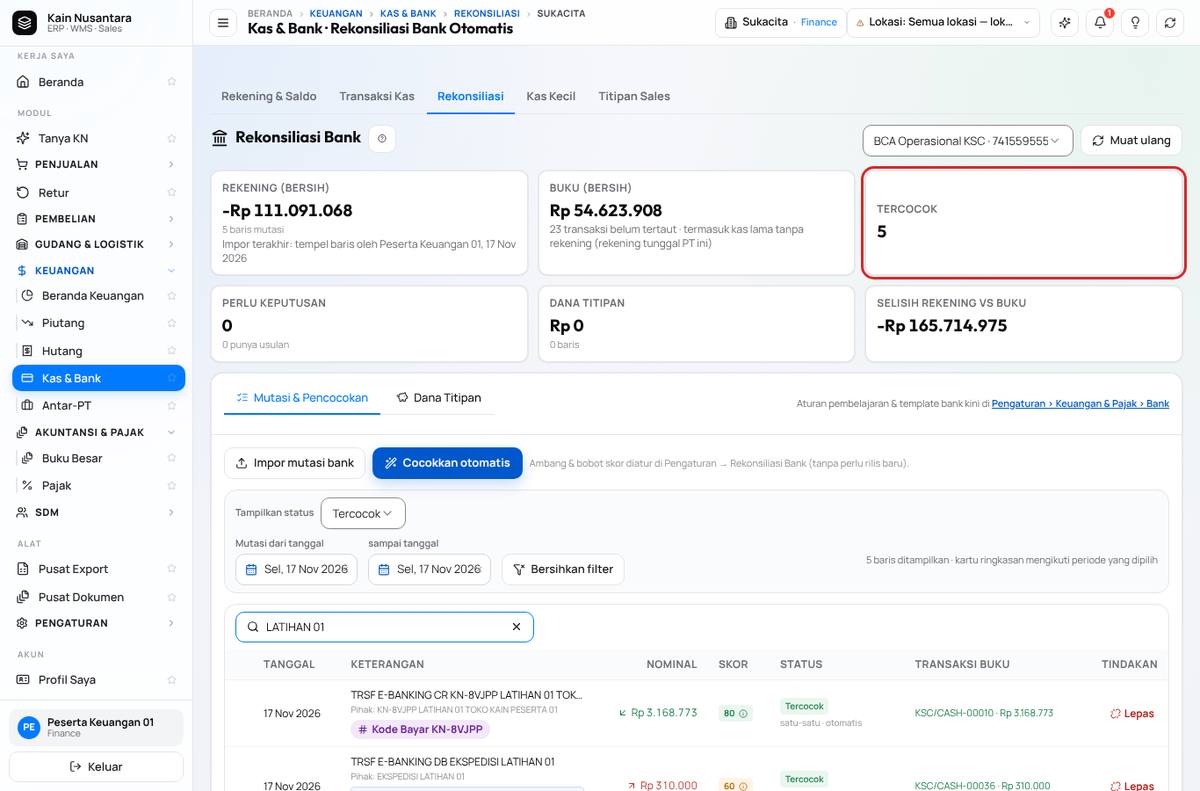 Kain Nusantara
ERP · WMS · Sales
BERANDA › KEUANGAN › KAS & BANK › REKONSILIASI › SUKACITA
Kas & Bank · Rekonsiliasi Bank Otomatis
Sukacita · Finance
Lokasi: Semua lokasi — lok…
1
KERJA SAYA
Beranda
MODUL
Tanya KN
PENJUALAN
Retur
PEMBELIAN
GUDANG & LOGISTIK
KEUANGAN
Beranda Keuangan
Piutang
Hutang
Kas & Bank
Antar-PT
AKUNTANSI & PAJAK
Buku Besar
Pajak
SDM
ALAT
Pusat Export
Pusat Dokumen
PENGATURAN
AKUN
Profil Saya
PE
Peserta Keuangan 01
Finance
Keluar
Rekening & Saldo
Transaksi Kas
Rekonsiliasi
Kas Kecil
Titipan Sales
Rekonsiliasi Bank
BCA Operasional KSC · 741559555
Muat ulang
REKENING (BERSIH)
-Rp 111.091.068
5 baris mutasi
Impor terakhir: tempel baris oleh Peserta Keuangan 01, 17 Nov
2026
BUKU (BERSIH)
Rp 54.623.908
23 transaksi belum tertaut · termasuk kas lama tanpa
rekening (rekening tunggal PT ini)
TERCOCOK
5
PERLU KEPUTUSAN
0
0 punya usulan
DANA TITIPAN
Rp 0
0 baris
SELISIH REKENING VS BUKU
-Rp 165.714.975
Mutasi & Pencocokan
Dana Titipan
Aturan pembelajaran & template bank kini di Pengaturan › Keuangan & Pajak › Bank
Impor mutasi bank
Cocokkan otomatis
Ambang & bobot skor diatur di Pengaturan → Rekonsiliasi Bank (tanpa perlu rilis baru).
Tampilkan status
Tercocok
Mutasi dari tanggal
sampai tanggal
Sel, 17 Nov 2026
Sel, 17 Nov 2026
Bersihkan filter
5 baris ditampilkan · kartu ringkasan mengikuti periode yang dipilih
LATIHAN 01
TANGGAL KETERANGAN NOMINAL SKOR STATUS TRANSAKSI BUKU TINDAKAN
TRSF E-BANKING CR KN-8VJPP LATIHAN 01 TOK…
Pihak: KN-8VJPP LATIHAN 01 TOKO KAIN PESERTA 01
# Kode Bayar KN-8VJPP
17 Nov 2026
Rp 3.168.773
80
Tercocok
satu-satu · otomatis
KSC/CASH-00010 · Rp 3.168.773
Lepas
TRSF E-BANKING DB EKSPEDISI LATIHAN 01
Pihak: EKSPEDISI LATIHAN 01
17 Nov 2026
Rp 310.000
60
Tercocok
KSC/CASH-00036 · Rp 310.000
Lepas